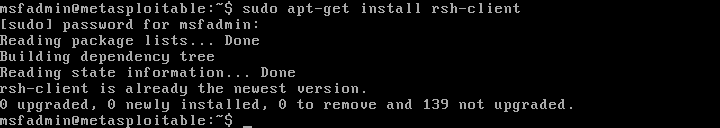 msfadmin@metasploitable:~$ sudo apt-get install rsh-client
[sudo] password for msfadmin:
Reading package lists... Done
Building dependency tree
Reading state information... Done
rsh-client is already the newest version.
0 upgraded, 0 newly installed, 0 to remove and 139 not upgraded.
msfadmin@metasploitable:~$ _